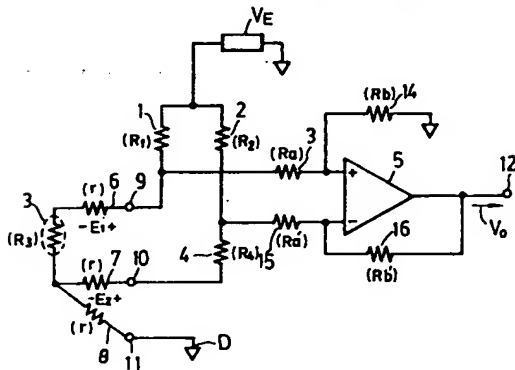 VE
1
2
(R1)
(R2)
(Rb)
14
(Ra)
3
+
5
12
Vo
−
(Ra')
15
16
(Rb')
3
(R3)
(r)
6
9
-E1+
(r)
7
10
-E2+
4
(R4)
(r)
8
11
D